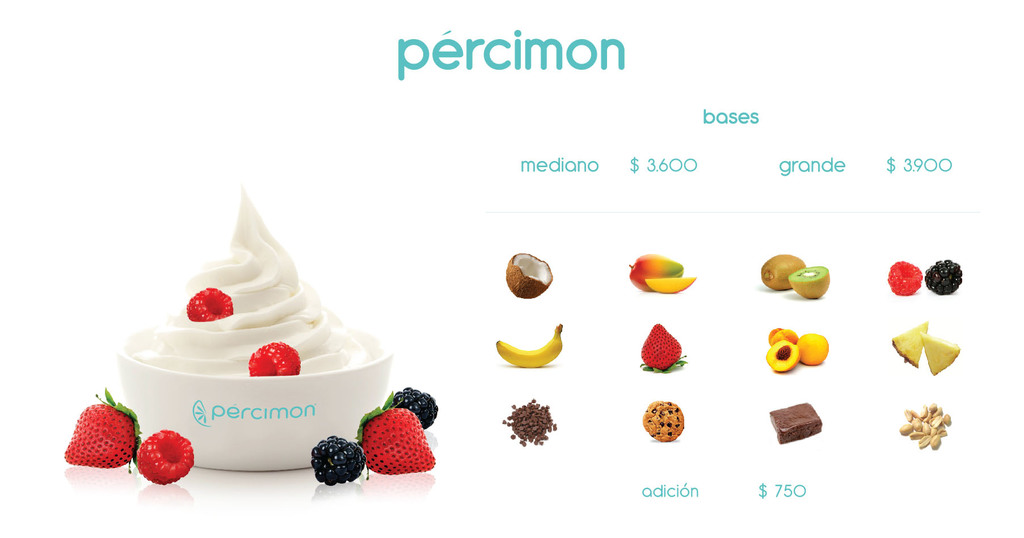 pércimon
bases
mediano $ 3.600 grande $ 3.900
pércimon
adición $ 750